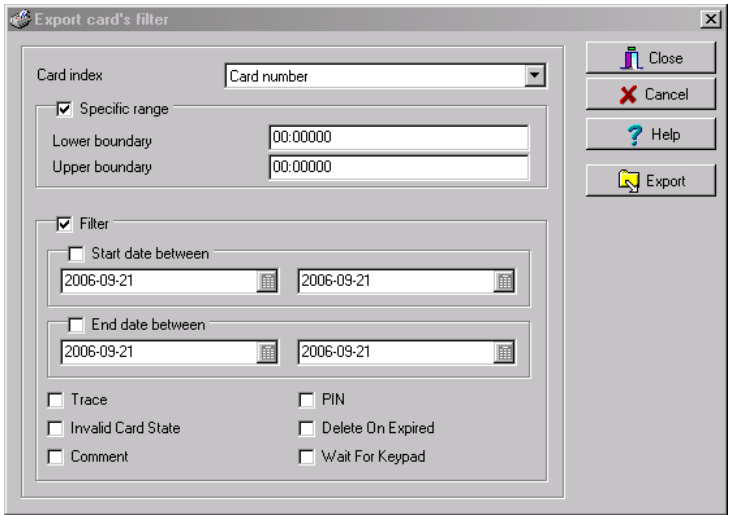 Export card's filter
Card index
Card number
Specific range
Lower boundary
00:00000
Upper boundary
00:00000
Filter
Start date between
2006-09-21
2006-09-21
End date between
2006-09-21
2006-09-21
Trace
PIN
Invalid Card State
Delete On Expired
Comment
Wait For Keypad
Close
Cancel
Help
Export